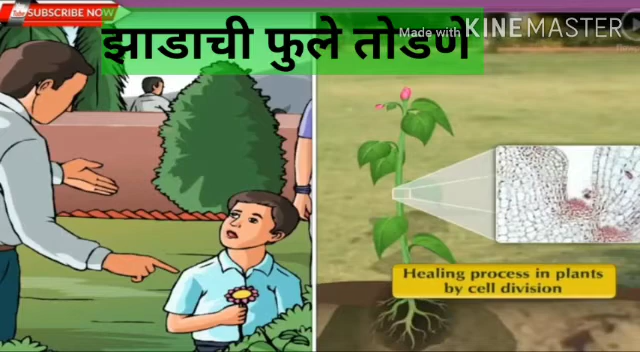 SUBSCRIBE NOW
झाडाची फुले तोडणे
Made with KINEMASTER
Healing process in plants
by cell division